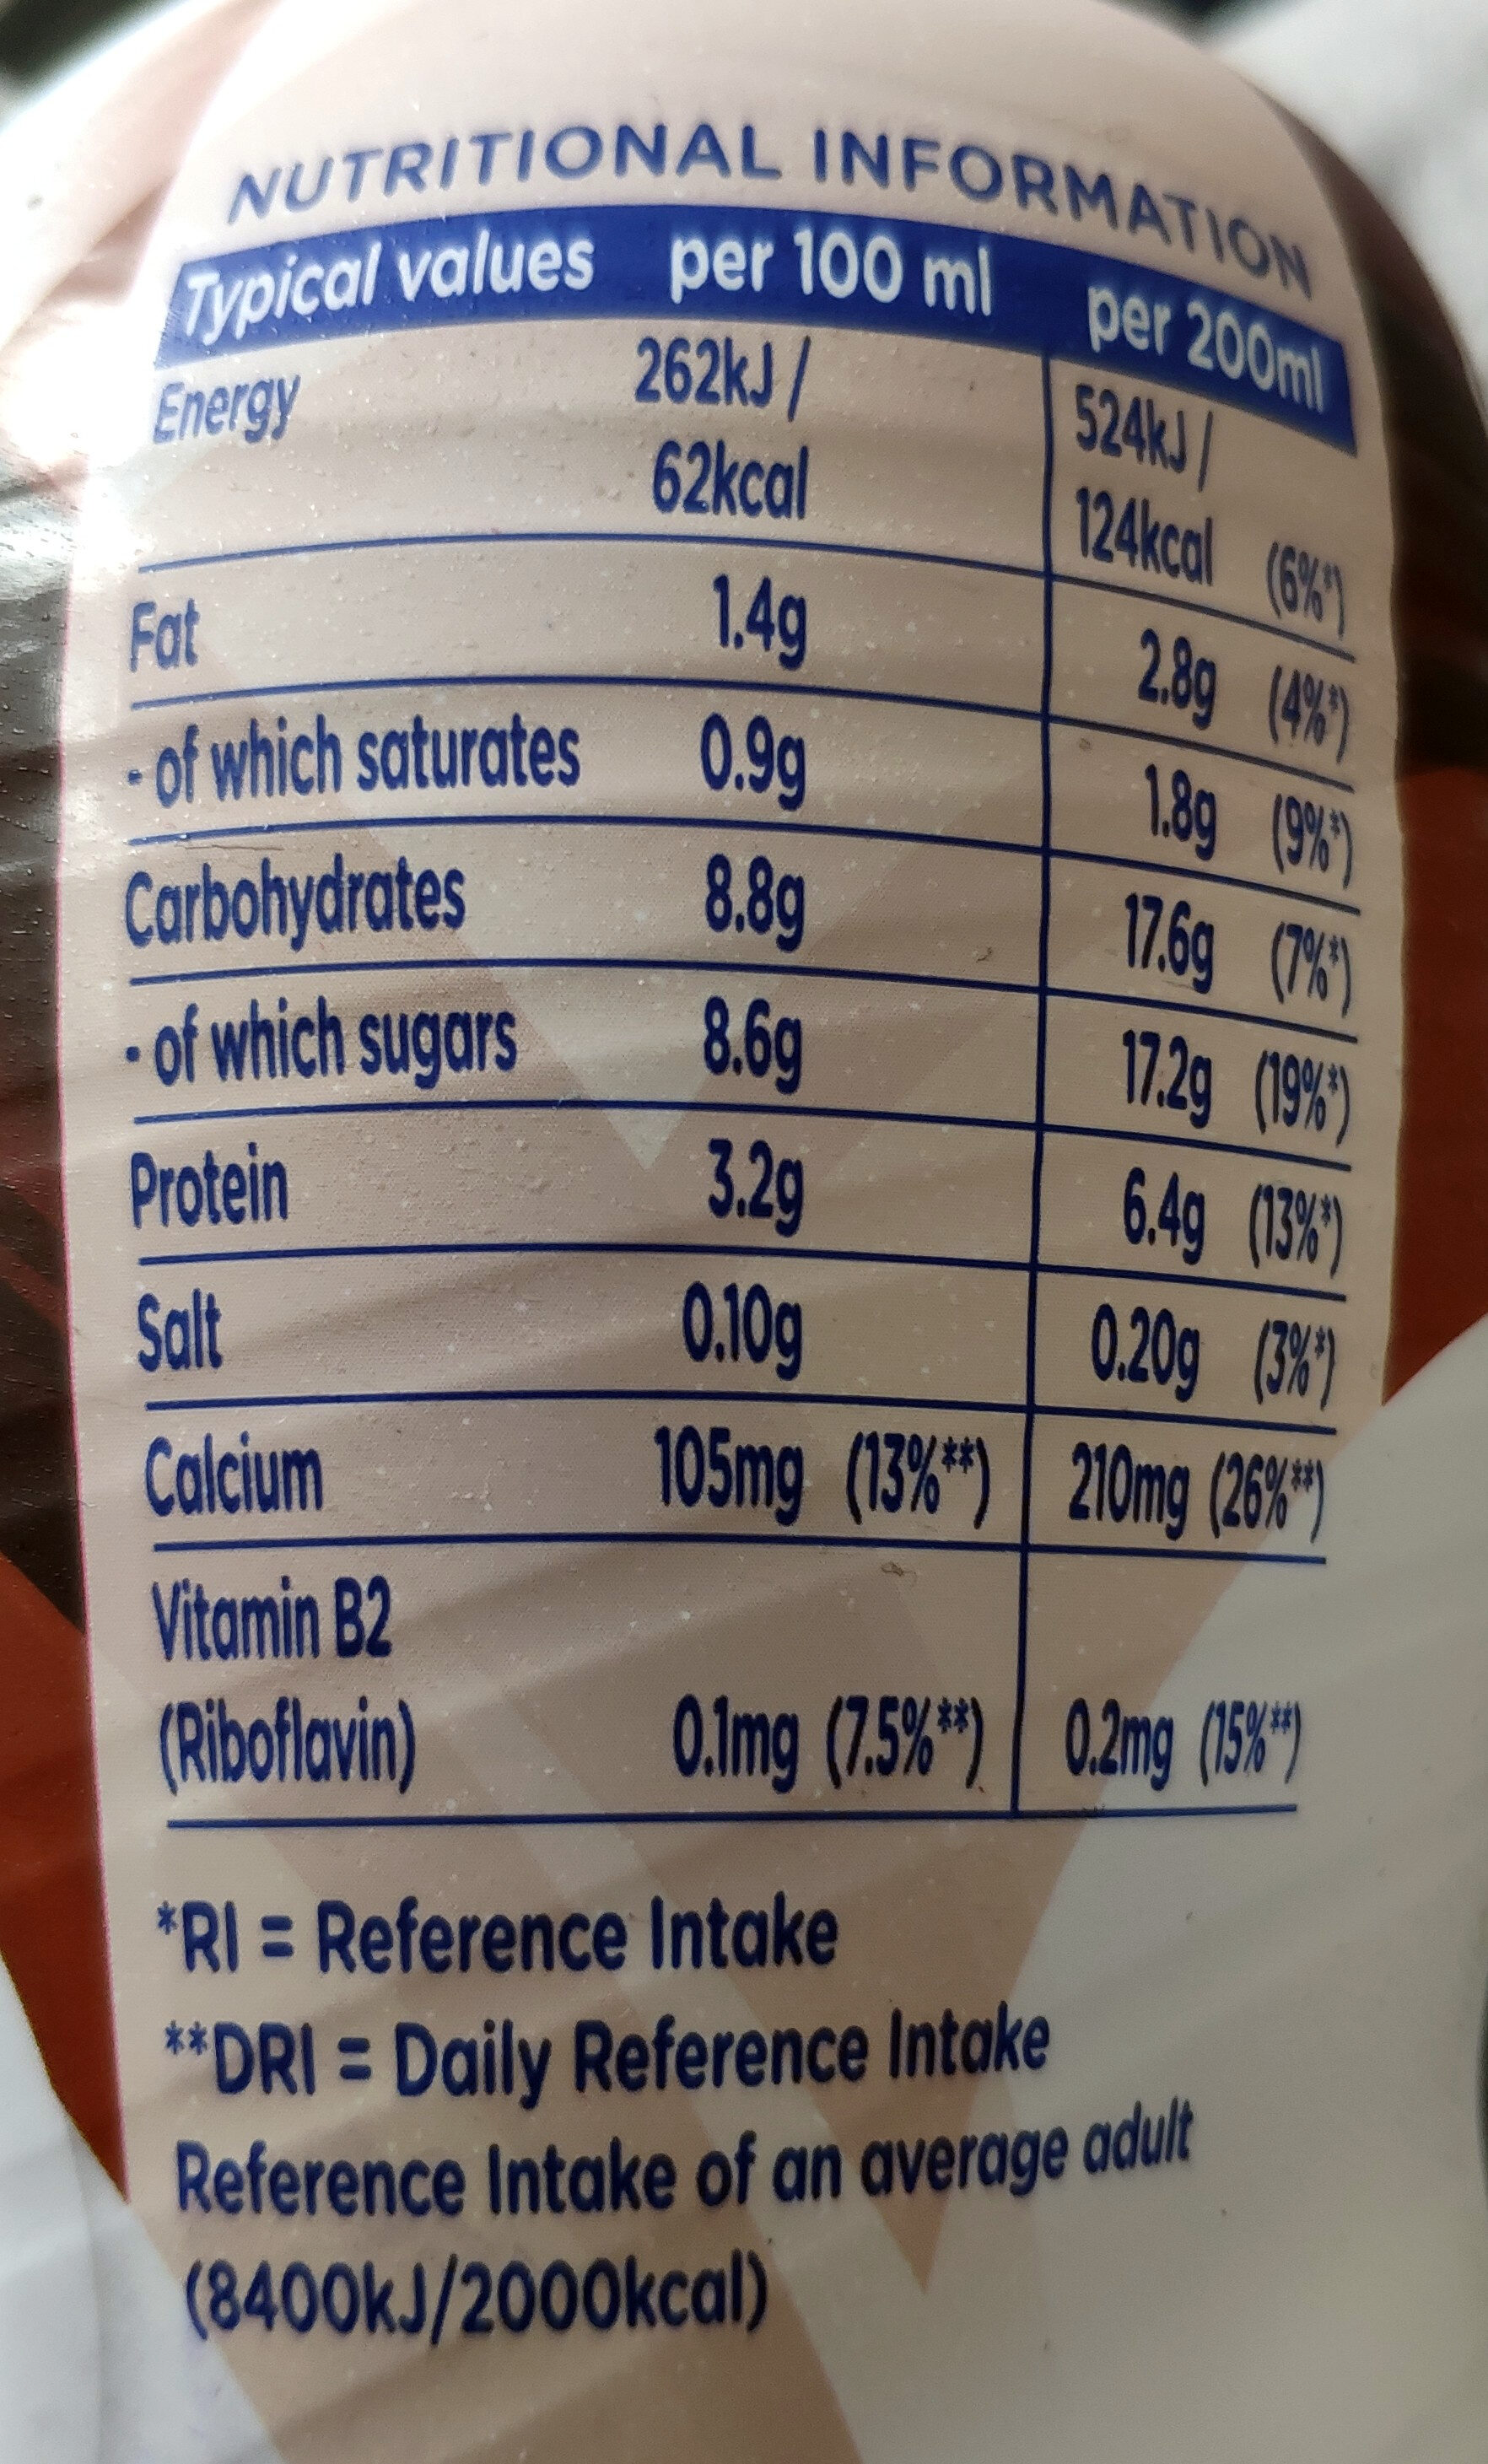 NUTRITIONAL INFORMATION
Typical values per 100 ml per 200ml
Energy 262kJ / 524kJ /
62kcal 124kcal (6%*)
Fat 1.4g 2.8g (4%*)
- of which saturates 0.9g 1.8g (9%*)
Carbohydrates 8.8g 17.6g (7%*)
- of which sugars 8.6g 17.2g (19%*)
Protein 3.2g 6.4g (13%*)
Salt 0.10g 0.20g (3%*)
Calcium 105mg (13%**) 210mg (26%**)
Vitamin B2
(Riboflavin) 0.1mg (7.5%**) 0.2mg (15%**)
*RI = Reference Intake
**DRI = Daily Reference Intake
Reference Intake of an average adult
(8400kJ/2000kcal)